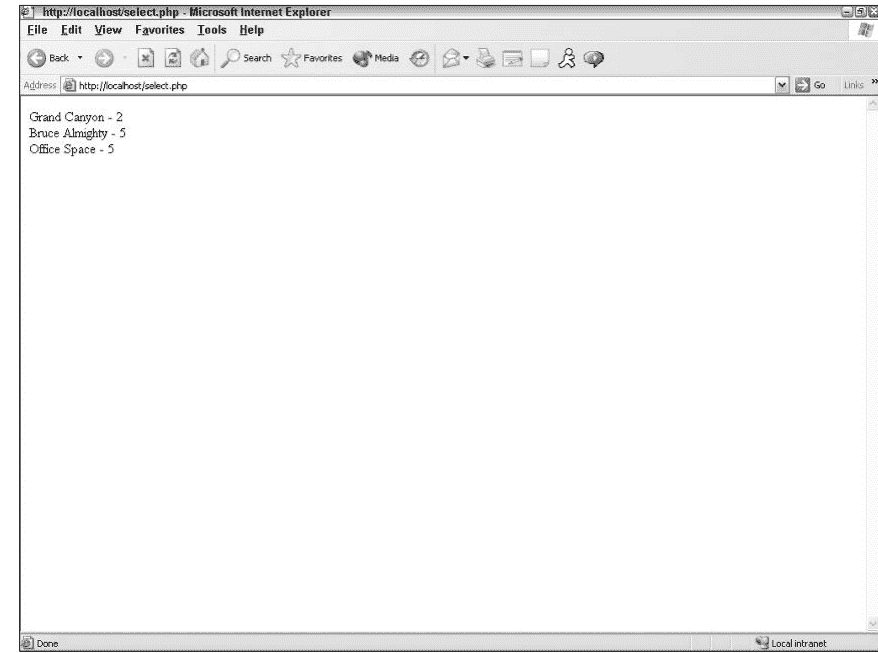 http://localhost/select.php - Microsoft Internet Explorer
File Edit View Favorites Tools Help
Back Search Favorites Media
Address http://localhost/select.php Go Links »
Grand Canyon - 2
Bruce Almighty - 5
Office Space - 5
Done Local intranet